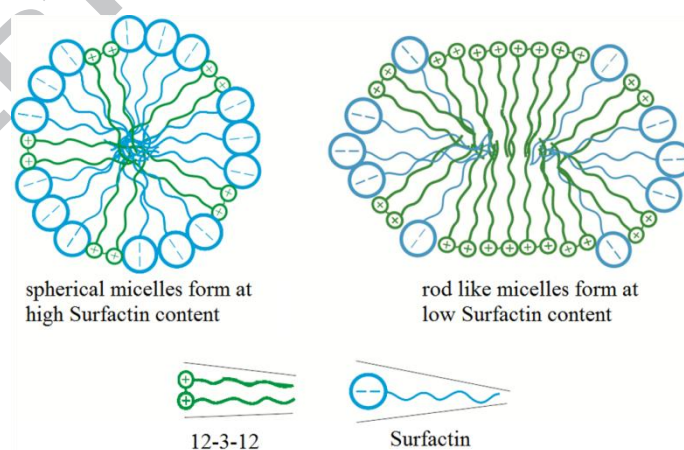 spherical micelles form at
high Surfactin content
rod like micelles form at
low Surfactin content
12-3-12
Surfactin